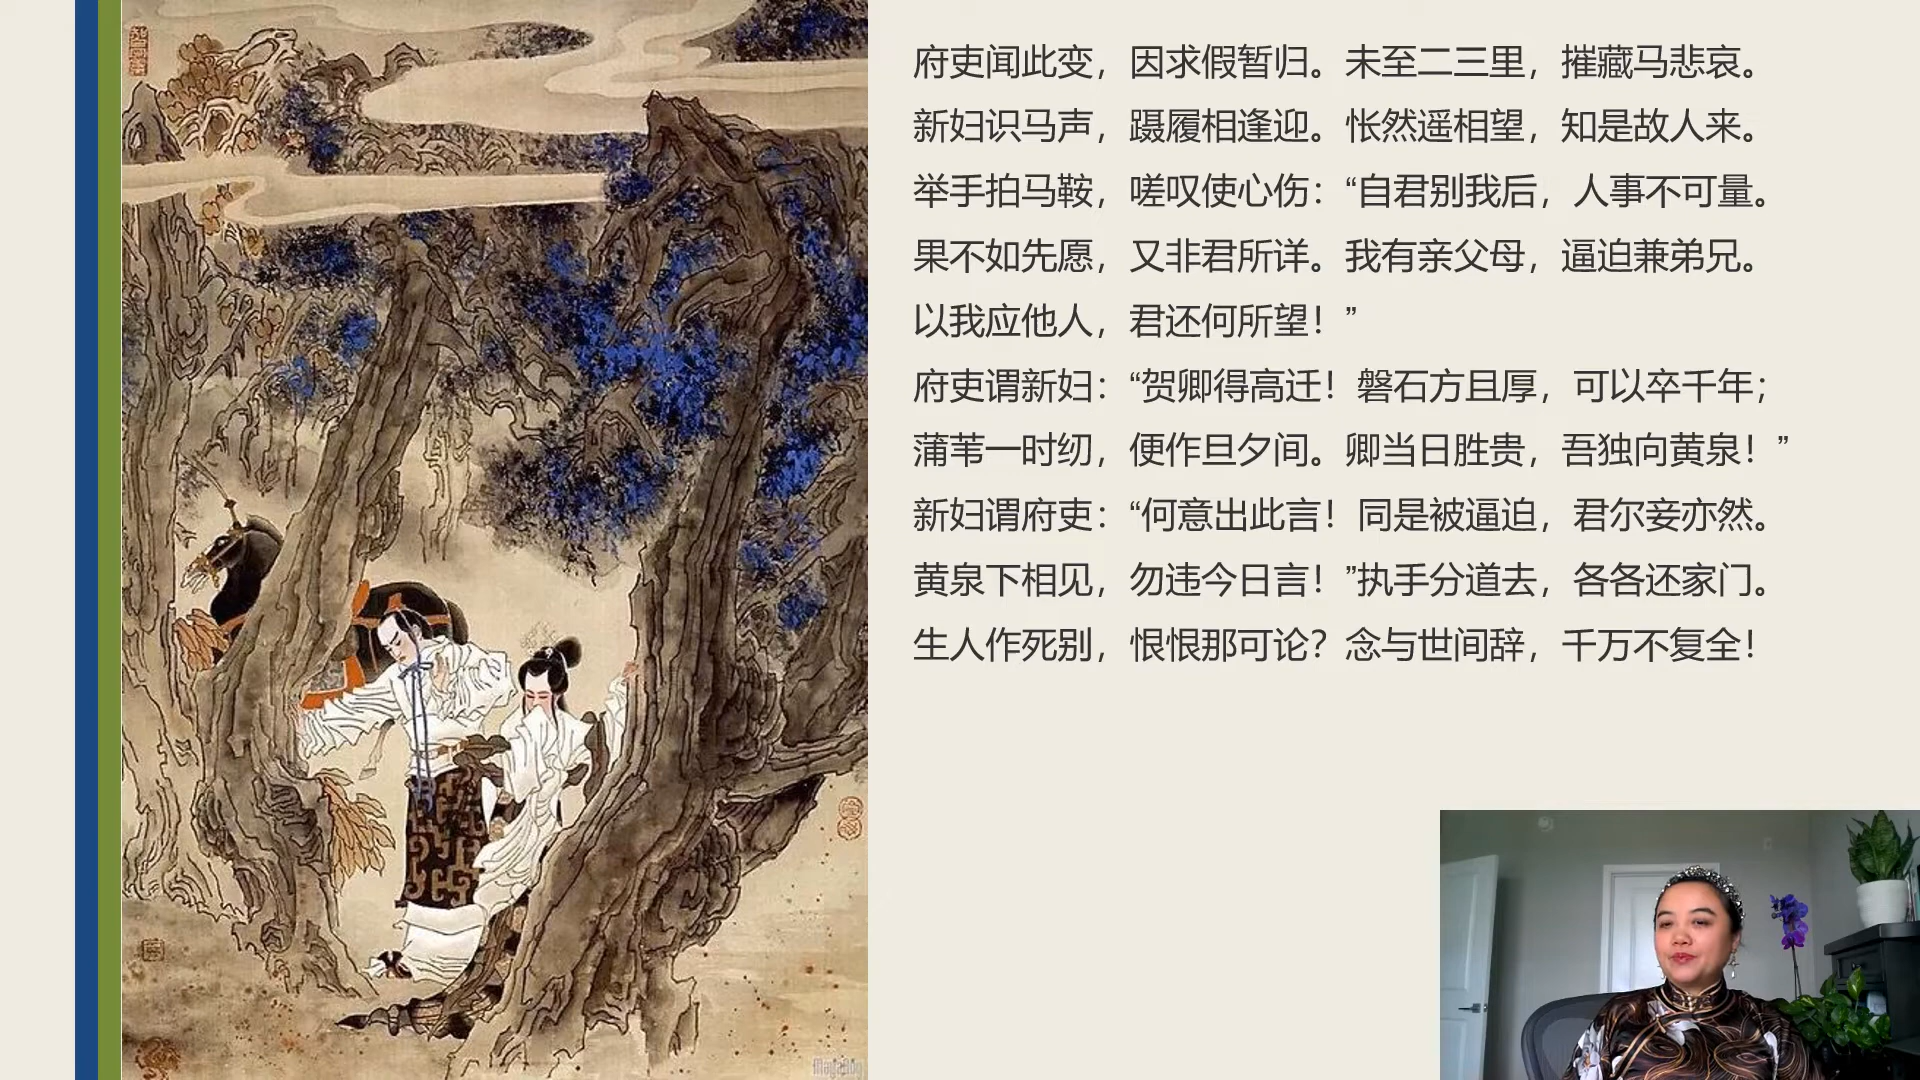 府吏闻此变，因求假暂归。未至二三里，摧藏马悲哀。
新妇识马声，蹑履相逢迎。怅然遥相望，知是故人来。
举手拍马鞍，嗟叹使心伤：“自君别我后，人事不可量。
果不如先愿，又非君所详。我有亲父母，逼迫兼弟兄。
以我应他人，君还何所望！”
府吏谓新妇：“贺卿得高迁！磐石方且厚，可以卒千年；
蒲苇一时纫，便作旦夕间。卿当日胜贵，吾独向黄泉！”
新妇谓府吏：“何意出此言！同是被逼迫，君尔妾亦然。
黄泉下相见，勿违今日言！”执手分道去，各各还家门。
生人作死别，恨恨那可论？念与世间辞，千万不复全！